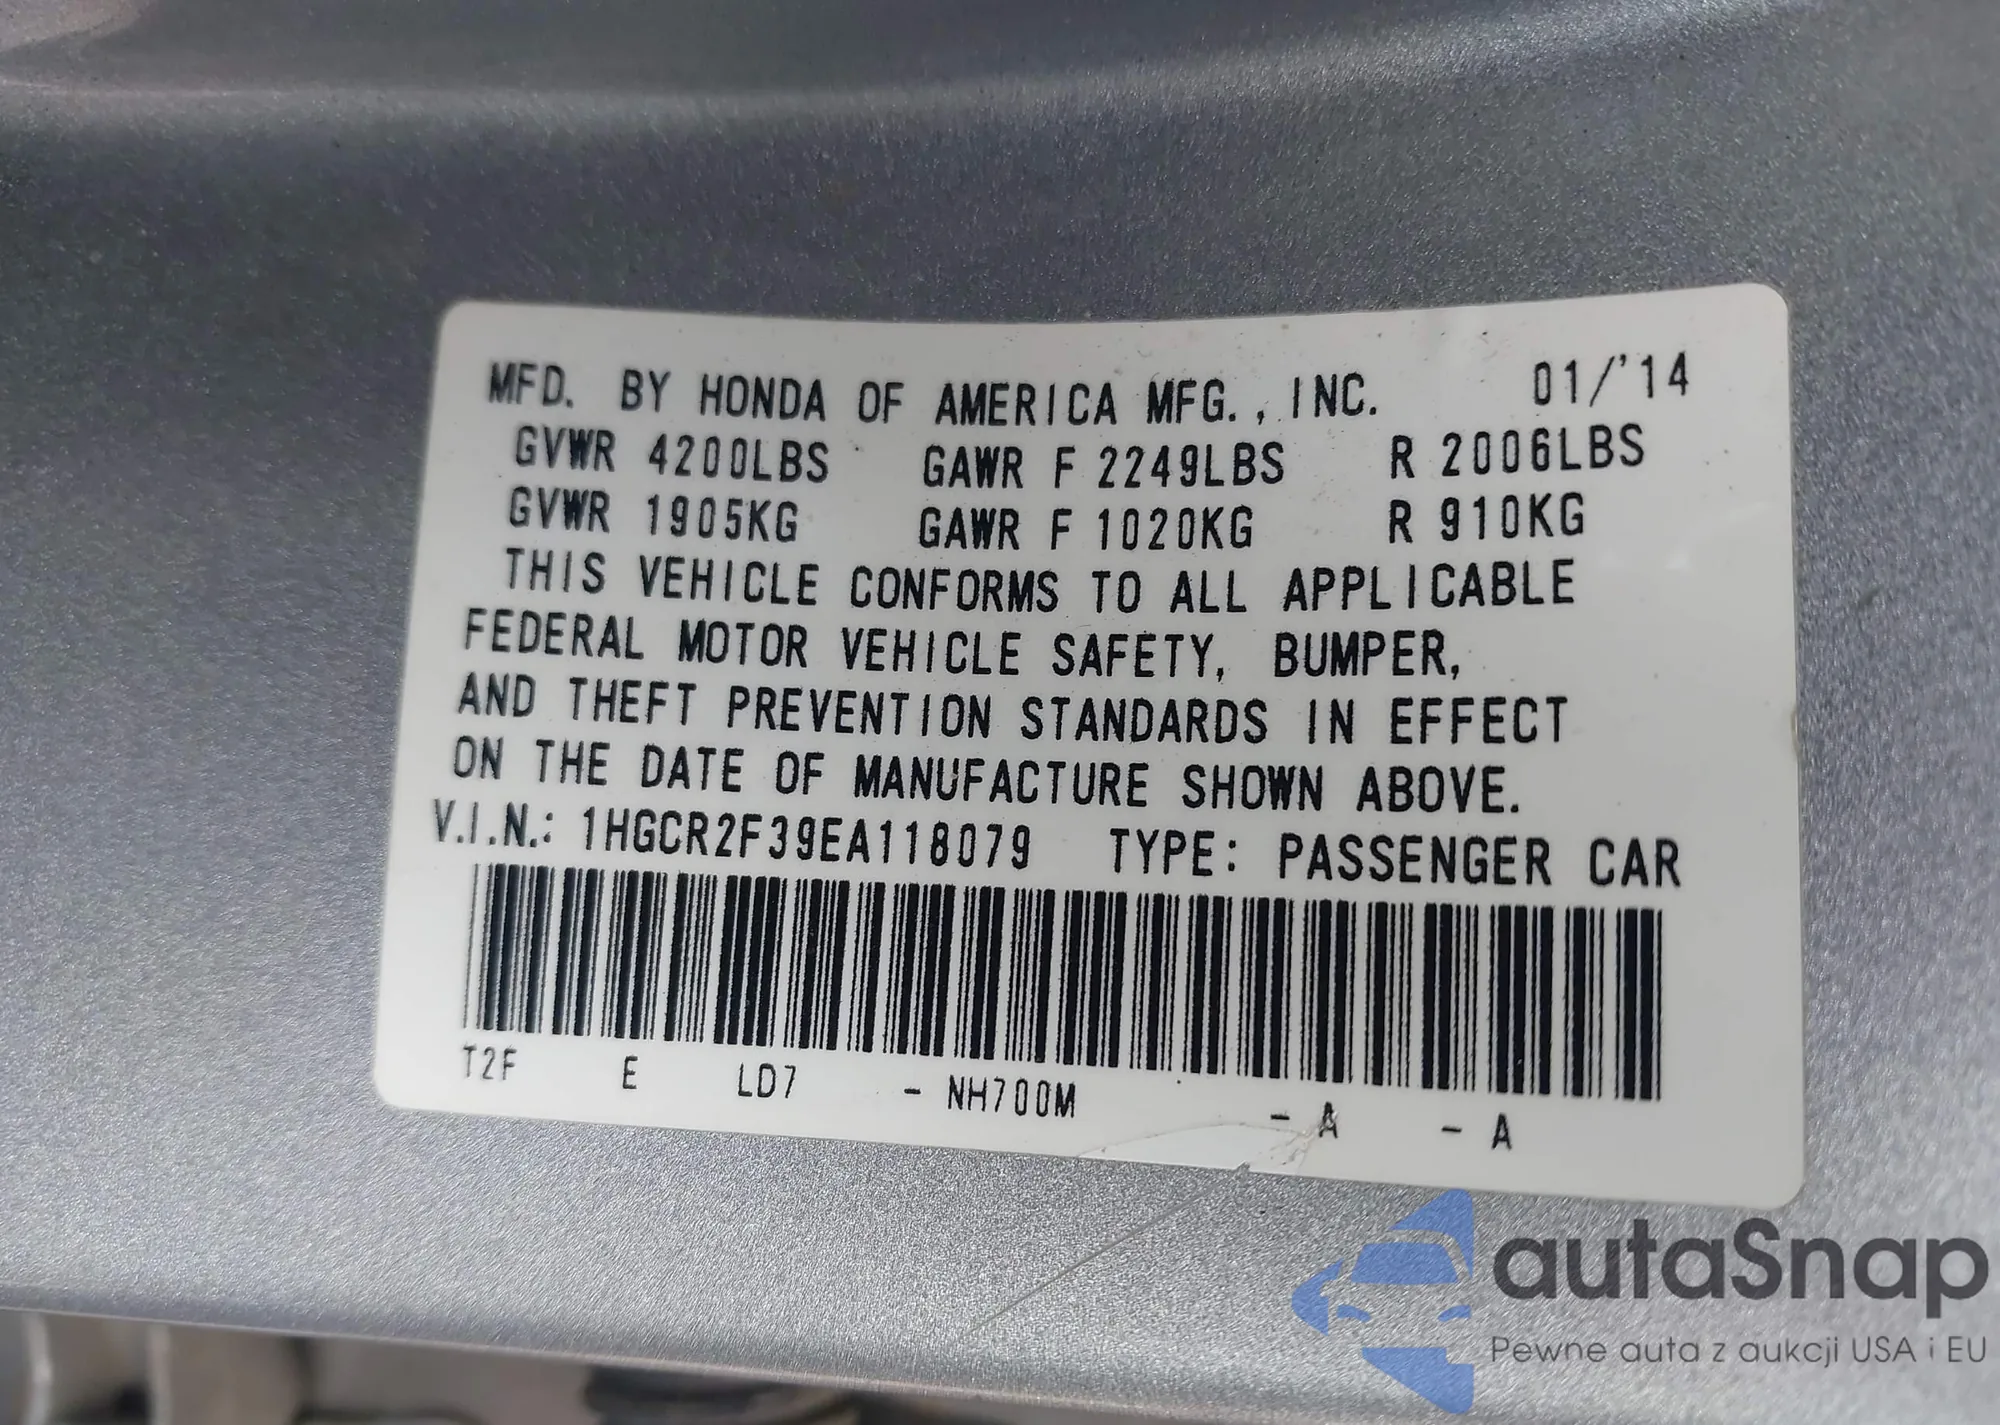 MFD. BY HONDA OF AMERICA MFG., INC. 01/'14
GVWR 4200LBS GAWR F 2249LBS R 2006LBS
GVWR 1905KG GAWR F 1020KG R 910KG
THIS VEHICLE CONFORMS TO ALL APPLICABLE
FEDERAL MOTOR VEHICLE SAFETY, BUMPER,
AND THEFT PREVENTION STANDARDS IN EFFECT
ON THE DATE OF MANUFACTURE SHOWN ABOVE.
V.I.N.: 1HGCR2F39EA118079 TYPE: PASSENGER CAR
T2F E LD7 - NH700M - A - A
autaSnap
Pewne auta z aukcji USA i EU